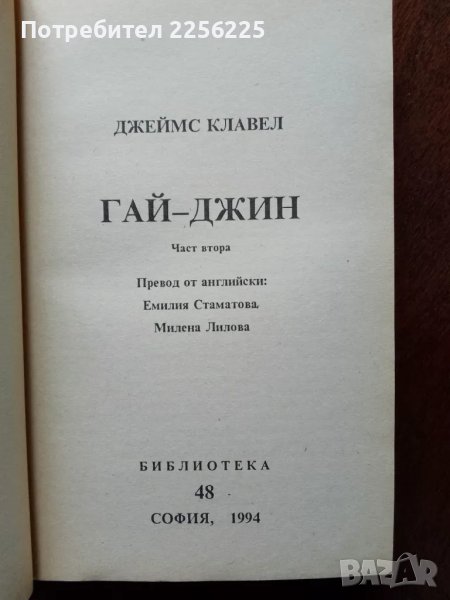 Потребител 2256225
ДЖЕЙМС КЛАВЕЛ
ГАЙ–ДЖИН
Част втора
Превод от английски:
Емилия Стаматова,
Милена Лилова
БИБЛИОТЕКА
48
СОФИЯ, 1994
BAZAR